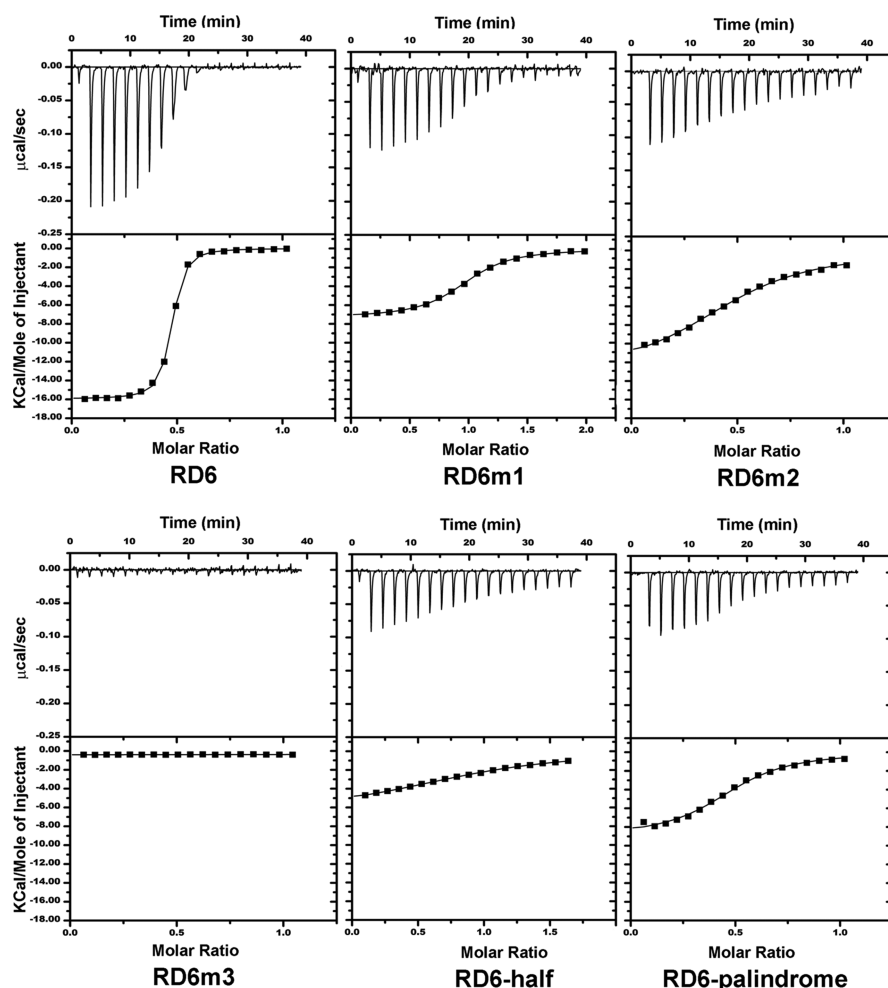 Time (min) Time (min) Time (min)
0 10 20 30 40 0 10 20 30 40 0 10 20 30 40
0.00
-0.05
-0.10
-0.15
-0.20
-0.25
µcal/sec
0.00
-2.00
-4.00
-6.00
-8.00
-10.00
-12.00
-14.00
-16.00
-18.00
KCal/Mole of Injectant
0.0 0.5 1.0 0.0 0.5 1.0 1.5 2.0 0.0 0.5 1.0
Molar Ratio Molar Ratio Molar Ratio
RD6 RD6m1 RD6m2
Time (min) Time (min) Time (min)
0 10 20 30 40 0 10 20 30 40 0 10 20 30 40
0.00
-0.05
-0.10
-0.15
-0.20
-0.25
µcal/sec
0.00
-2.00
-4.00
-6.00
-8.00
-10.00
-12.00
-14.00
-16.00
-18.00
KCal/Mole of Injectant
0.0 0.5 1.0 0.0 0.5 1.0 1.5 0.0 0.5 1.0
Molar Ratio Molar Ratio Molar Ratio
RD6m3 RD6-half RD6-palindrome